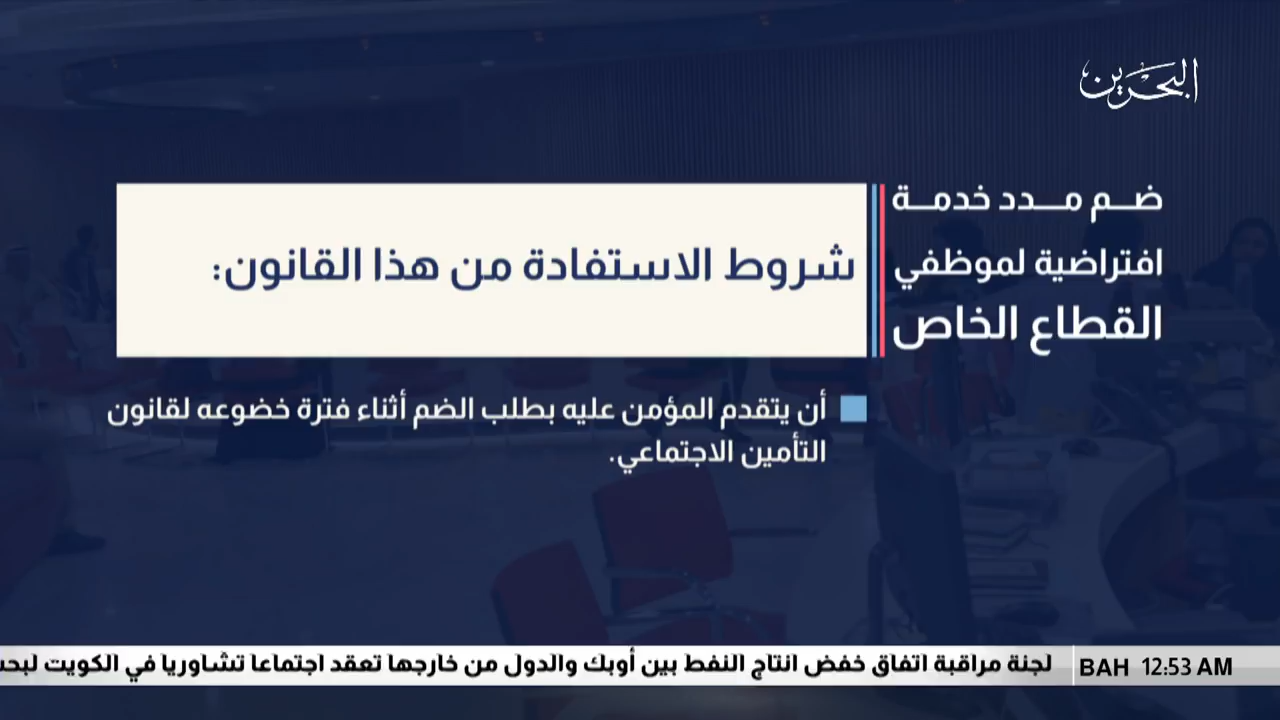 البحرين
ضم مدد خدمة
افتراضية لموظفي
القطاع الخاص
شروط الاستفادة من هذا القانون:
أن يتقدم المؤمن عليه بطلب الضم أثناء فترة خضوعه لقانون
التأمين الاجتماعي.
BAH 12:53 AM
لجنة مراقبة اتفاق خفض انتاج النفط بين أوبك والدول من خارجها تعقد اجتماعا تشاوريا في الكويت